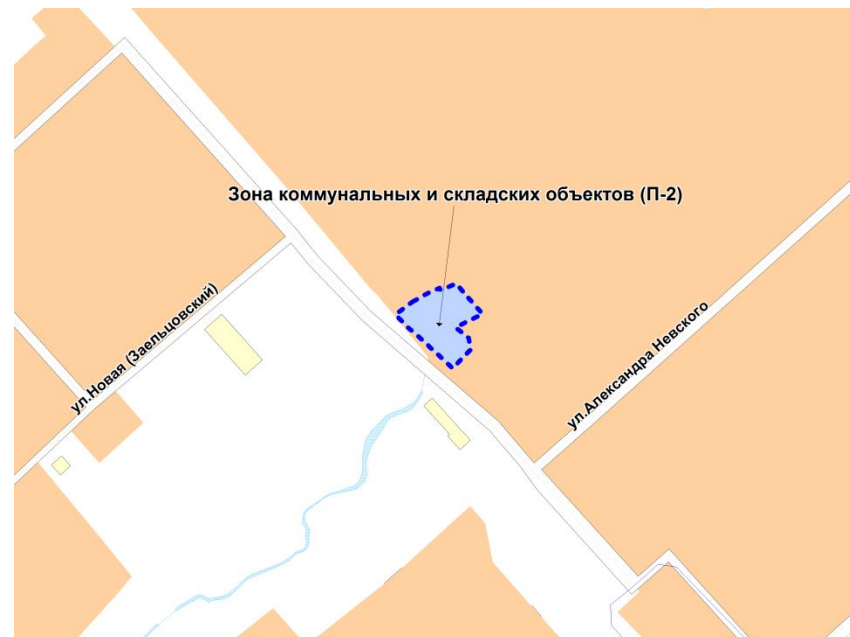 Зона коммунальных и складских объектов (П-2)
ул.Новая (Заельцовский)
ул.Александра Невского